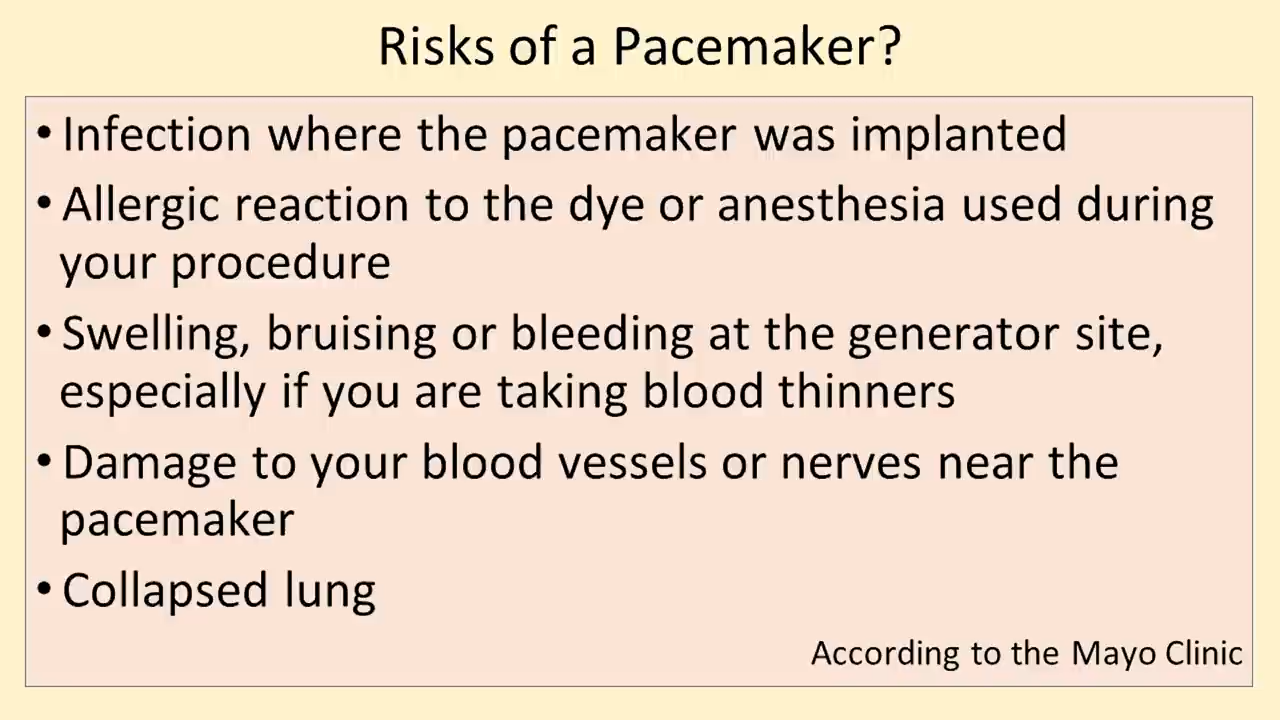 Risks of a Pacemaker?
• Infection where the pacemaker was implanted
• Allergic reaction to the dye or anesthesia used during
your procedure
• Swelling, bruising or bleeding at the generator site,
especially if you are taking blood thinners
• Damage to your blood vessels or nerves near the
pacemaker
• Collapsed lung
According to the Mayo Clinic